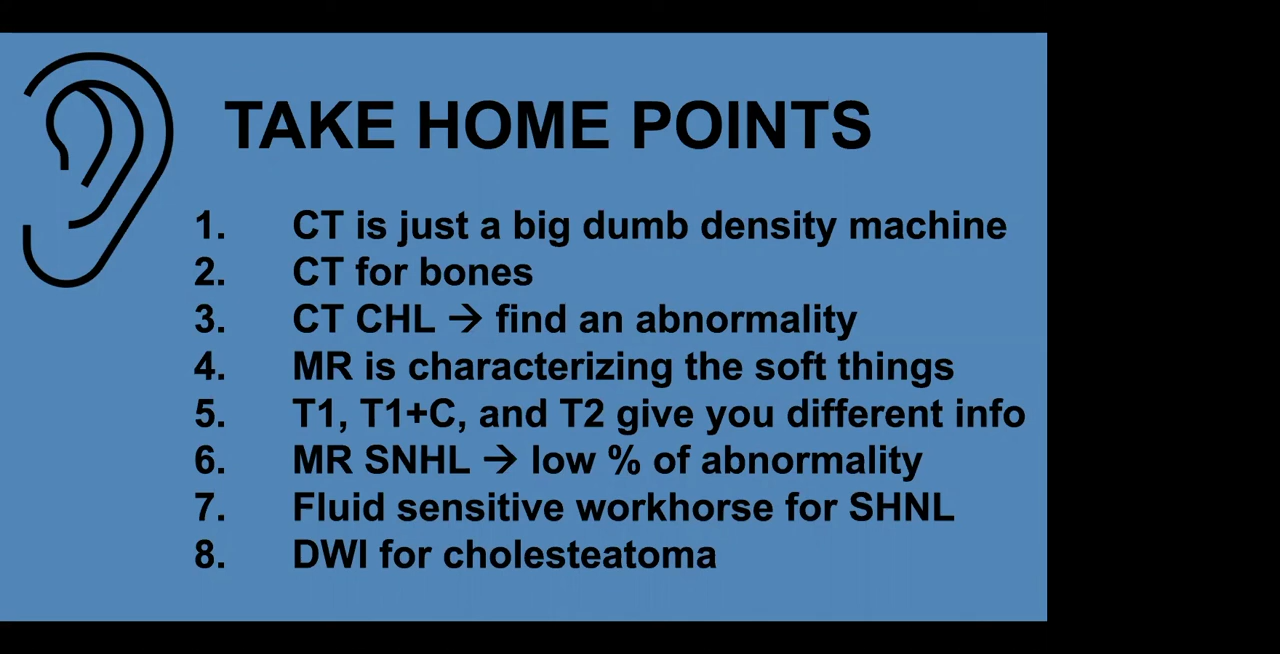 TAKE HOME POINTS
1. CT is just a big dumb density machine
2. CT for bones
3. CT CHL → find an abnormality
4. MR is characterizing the soft things
5. T1, T1+C, and T2 give you different info
6. MR SNHL → low % of abnormality
7. Fluid sensitive workhorse for SHNL
8. DWI for cholesteatoma